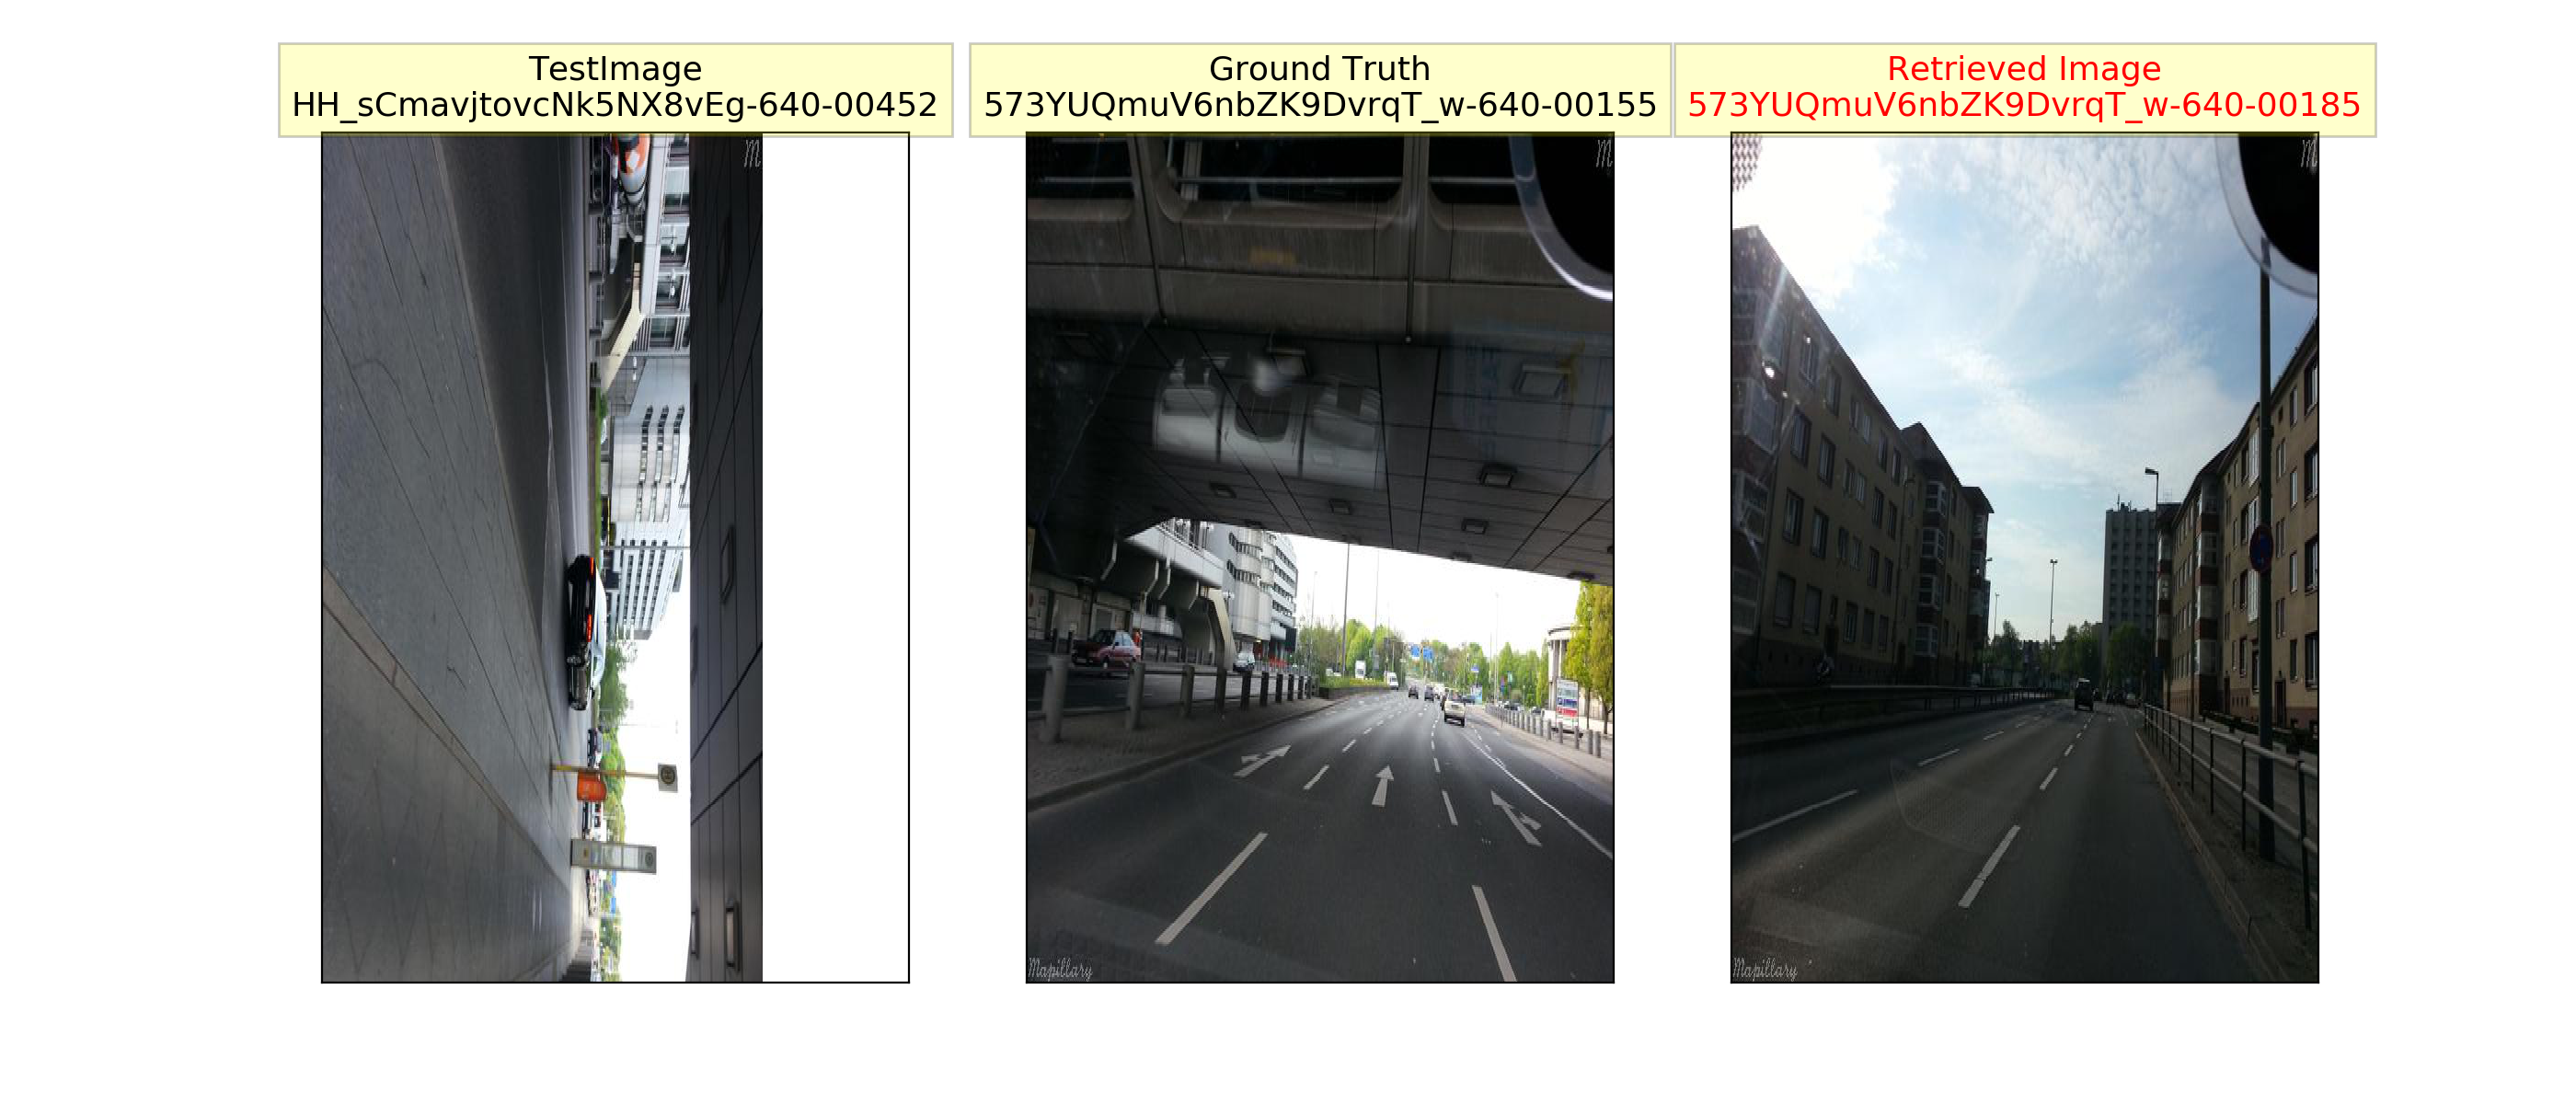 TestImage
HH_sCmavjtovcNk5NX8vEg-640-00452
Ground Truth
573YUQmuV6nbZK9DvrqT_w-640-00155
Retrieved Image
573YUQmuV6nbZK9DvrqT_w-640-00185
M
M
M
Mapillary
Mapillary